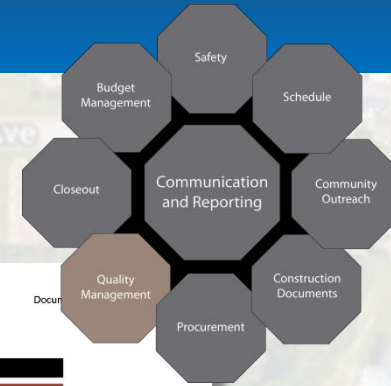 Safety
Budget
Management
Schedule
Closeout
Communication
and Reporting
Community
Outreach
Quality
Management
Construction
Documents
Procurement